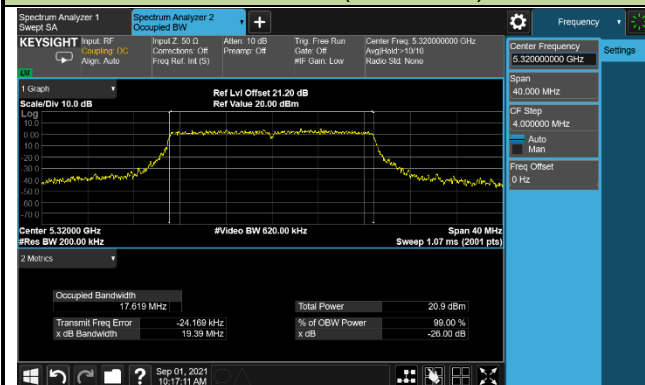 Spectrum Analyzer 1
Swept SA
Spectrum Analyzer 2
Occupied BW
+
Frequency
KEYSIGHT
Input: RF
Coupling: DC
Align: Auto
Input Z: 50 Ω
Corrections: Off
Freq Ref: Int (S)
Atten: 10 dB
Preamp: Off
Trig: Free Run
Gate: Off
#IF Gain: Low
Center Freq: 5.320000000 GHz
Avg|Hold:>10/10
Radio Std: None
Center Frequency
5.320000000 GHz
Settings
Span
40.000 MHz
CF Step
4.000000 MHz
Auto
Man
Freq Offset
0 Hz
1 Graph
Scale/Div 10.0 dB
Ref Lvl Offset 21.20 dB
Ref Value 20.00 dBm
Log
10.0
0.00
-10.0
-20.0
-30.0
-40.0
-50.0
-60.0
-70.0
Center 5.32000 GHz
#Res BW 200.00 kHz
#Video BW 620.00 kHz
Span 40 MHz
Sweep 1.07 ms (2001 pts)
2 Metrics
Occupied Bandwidth
17.619 MHz
Total Power
20.9 dBm
Transmit Freq Error
-24.169 kHz
% of OBW Power
99.00 %
x dB Bandwidth
19.39 MHz
x dB
-26.00 dB
?
Sep 01, 2021
10:17:11 AM